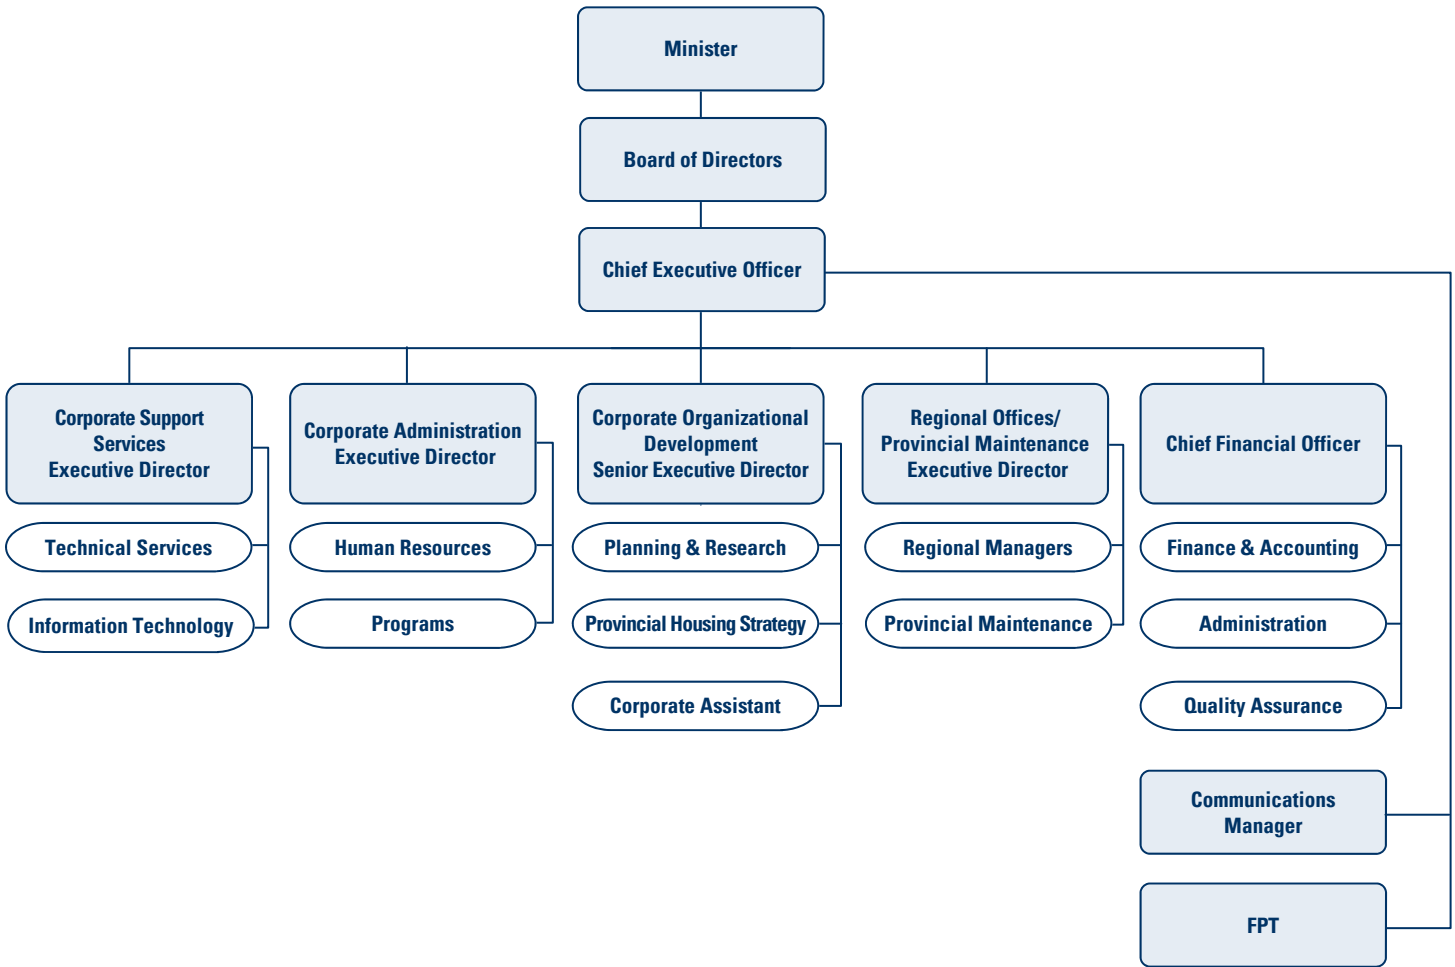 Minister
Board of Directors
Chief Executive Officer
Corporate Support
Services
Executive Director
Corporate Administration
Executive Director
Corporate Organizational
Development
Senior Executive Director
Regional Offices/
Provincial Maintenance
Executive Director
Chief Financial Officer
Technical Services
Human Resources
Planning & Research
Regional Managers
Finance & Accounting
Information Technology
Programs
Provincial Housing Strategy
Provincial Maintenance
Administration
Corporate Assistant
Quality Assurance
Communications
Manager
FPT